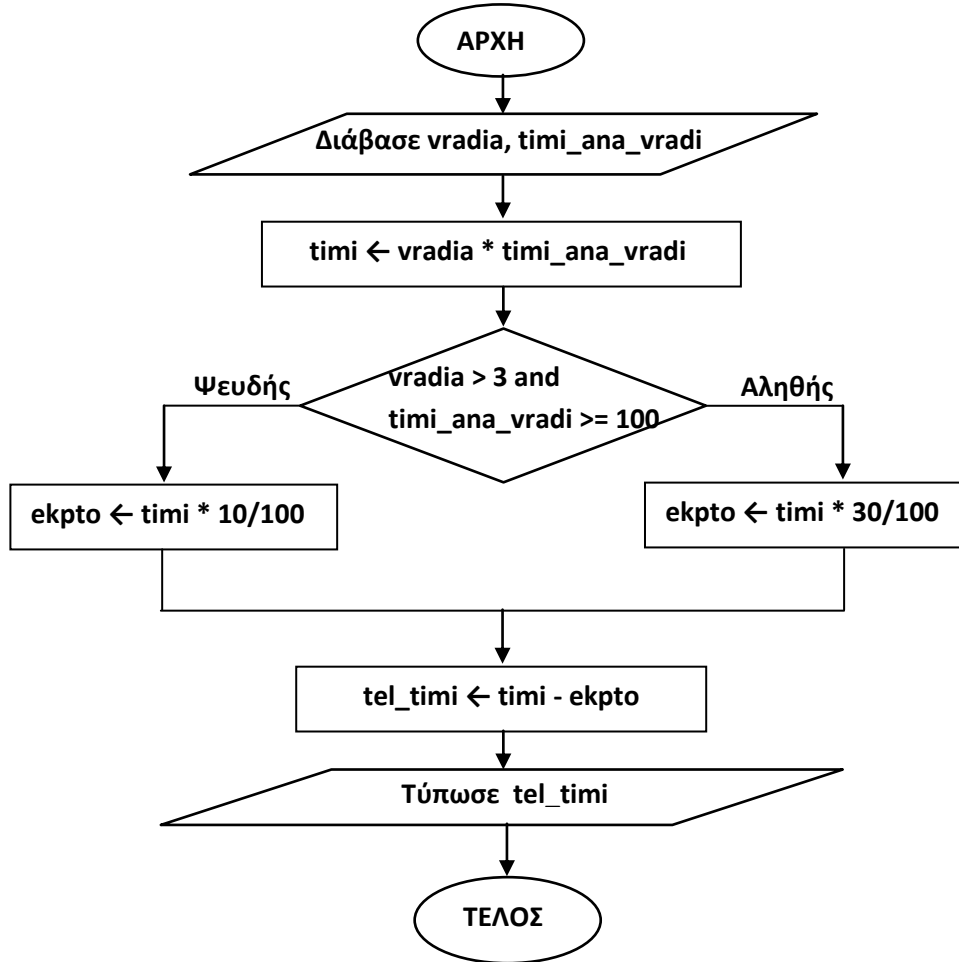 ΑΡΧΗ
Διάβασε vradia, timi_ana_vradi
timi ← vradia * timi_ana_vradi
Ψευδής
vradia > 3 and
timi_ana_vradi >= 100
Αληθής
ekpto ← timi * 10/100
ekpto ← timi * 30/100
tel_timi ← timi - ekpto
Τύπωσε tel_timi
ΤΕΛΟΣ